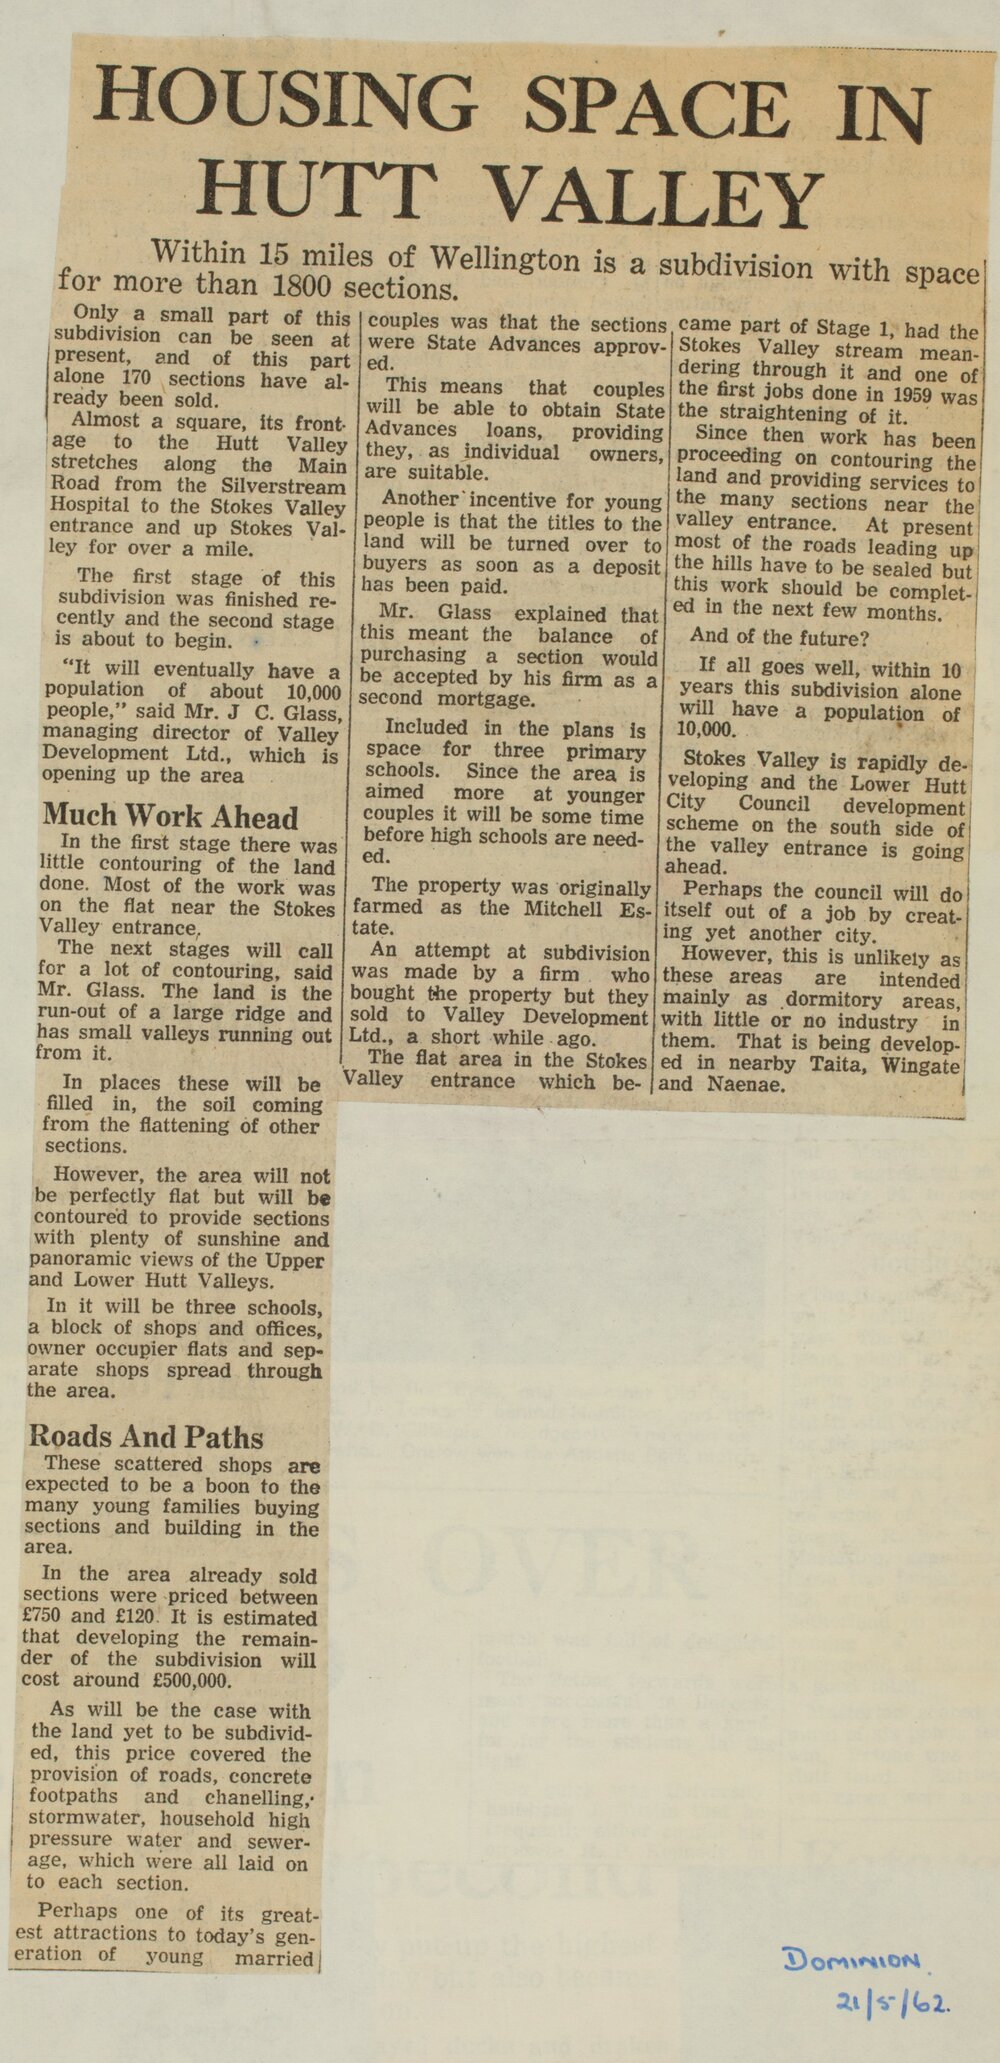 HOUSING SPACE IN
HUTT VALLEY
Within 15 miles of Wellington is a subdivision with space
for more than 1800 sections.
Only a small part of this
subdivision can be seen at
present, and of this part
alone 170 sections have al-
ready been sold.
Almost a square, its front-
age to the Hutt Valley
stretches along the Main
Road from the Silverstream
Hospital to the Stokes Valley
entrance and up Stokes Val-
ley for over a mile.
The first stage of this
subdivision was finished re-
cently and the second stage
is about to begin.
"It will eventually have a
population of about 10,000
people," said Mr. J C. Glass,
managing director of Valley
Development Ltd., which is
opening up the area
Much Work Ahead
In the first stage there was
little contouring of the land
done. Most of the work was
on the flat near the Stokes
Valley entrance.
The next stages will call
for a lot of contouring, said
Mr. Glass. The land is the
run-out of a large ridge and
has small valleys running out
from it.
In places these will be
filled in, the soil coming
from the flattening of other
sections.
However, the area will not
be perfectly flat but will be
contoured to provide sections
with plenty of sunshine and
panoramic views of the Upper
and Lower Hutt Valleys.
In it will be three schools,
a block of shops and offices,
owner occupier flats and sep-
arate shops spread through
the area.
Roads And Paths
These scattered shops are
expected to be a boon to the
many young families buying
sections and building in the
area.
In the area already sold
sections were priced between
£750 and £120. It is estimated
that developing the remain-
der of the subdivision will
cost around £500,000.
As will be the case with
the land yet to be subdivid-
ed, this price covered the
provision of roads, concrete
footpaths and chanelling,
stormwater, household high
pressure water and sewer-
age, which were all laid on
to each section.
Perhaps one of its great-
est attractions to today's gen-
eration of young married
couples was that the sections
were State Advances approv-
ed.
This means that couples
will be able to obtain State
Advances loans, providing
they, as individual owners,
are suitable.
Another incentive for young
people is that the titles to the
land will be turned over to
buyers as soon as a deposit
has been paid.
Mr. Glass explained that
this meant the balance of
purchasing a section would
be accepted by his firm as a
second mortgage.
Included in the plans is
space for three primary
schools. Since the area is
aimed more at younger
couples it will be some time
before high schools are need-
ed.
The property was originally
farmed as the Mitchell Es-
tate.
An attempt at subdivision
was made by a firm who
bought the property but they
sold to Valley Development
Ltd., a short while ago.
The flat area in the Stokes
Valley entrance which be-
came part of Stage 1, had the
Stokes Valley stream mean-
dering through it and one of
the first jobs done in 1959 was
the straightening of it.
Since then work has been
proceeding on contouring the
land and providing services to
the many sections near the
valley entrance. At present
most of the roads leading up
the hills have to be sealed but
this work should be complet-
ed in the next few months.
And of the future?
If all goes well, within 10
years this subdivision alone
will have a population of
10,000.
Stokes Valley is rapidly de-
veloping and the Lower Hutt
City Council development
scheme on the south side of
the valley entrance is going
ahead.
Perhaps the council will do
itself out of a job by creat-
ing yet another city.
However, this is unlikely as
these areas are intended
mainly as dormitory areas,
with little or no industry in
them. That is being develop-
ed in nearby Taita, Wingate
and Naenae.
DOMINION.
21/5/62.